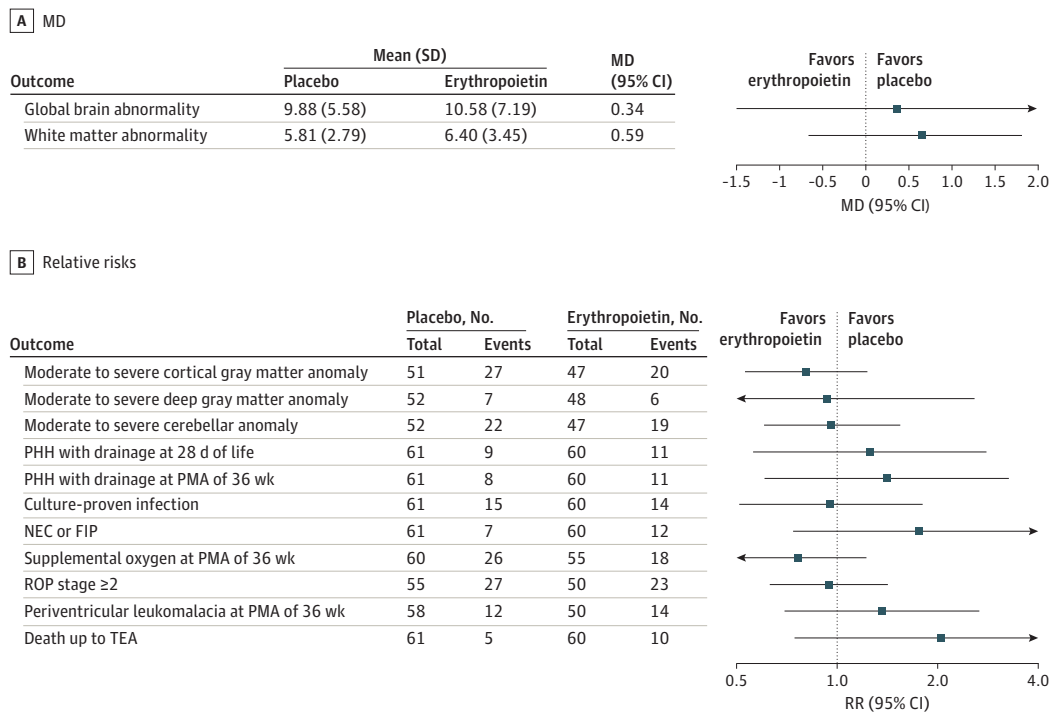 A MD
Mean (SD)
Outcome Placebo Erythropoietin MD (95% CI)
Global brain abnormality 9.88 (5.58) 10.58 (7.19) 0.34
White matter abnormality 5.81 (2.79) 6.40 (3.45) 0.59
Favors erythropoietin Favors placebo
-1.5 -1 -0.5 0 0.5 1.0 1.5 2.0
MD (95% CI)
B Relative risks
Placebo, No. Erythropoietin, No.
Outcome Total Events Total Events
Moderate to severe cortical gray matter anomaly 51 27 47 20
Moderate to severe deep gray matter anomaly 52 7 48 6
Moderate to severe cerebellar anomaly 52 22 47 19
PHH with drainage at 28 d of life 61 9 60 11
PHH with drainage at PMA of 36 wk 61 8 60 11
Culture-proven infection 61 15 60 14
NEC or FIP 61 7 60 12
Supplemental oxygen at PMA of 36 wk 60 26 55 18
ROP stage ≥2 55 27 50 23
Periventricular leukomalacia at PMA of 36 wk 58 12 50 14
Death up to TEA 61 5 60 10
Favors erythropoietin Favors placebo
0.5 1.0 2.0 4.0
RR (95% CI)